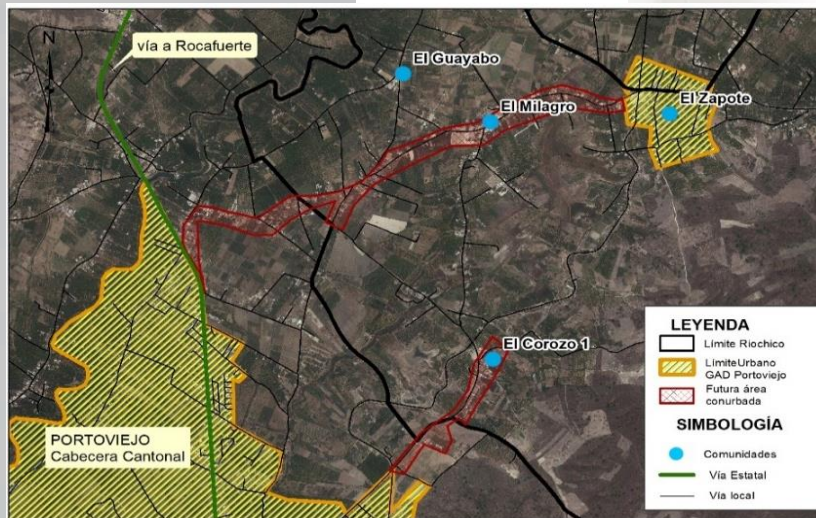 N
vía a Rocafuerte
El Guayabo
El Milagro
El Zapote
El Corozo 1
PORTOVIEJO
Cabecera Cantonal
LEYENDA
Límite Riochico
LímiteUrbano
GAD Portoviejo
Futura área
conurbada
SIMBOLOGÍA
Comunidades
Vía Estatal
Vía local